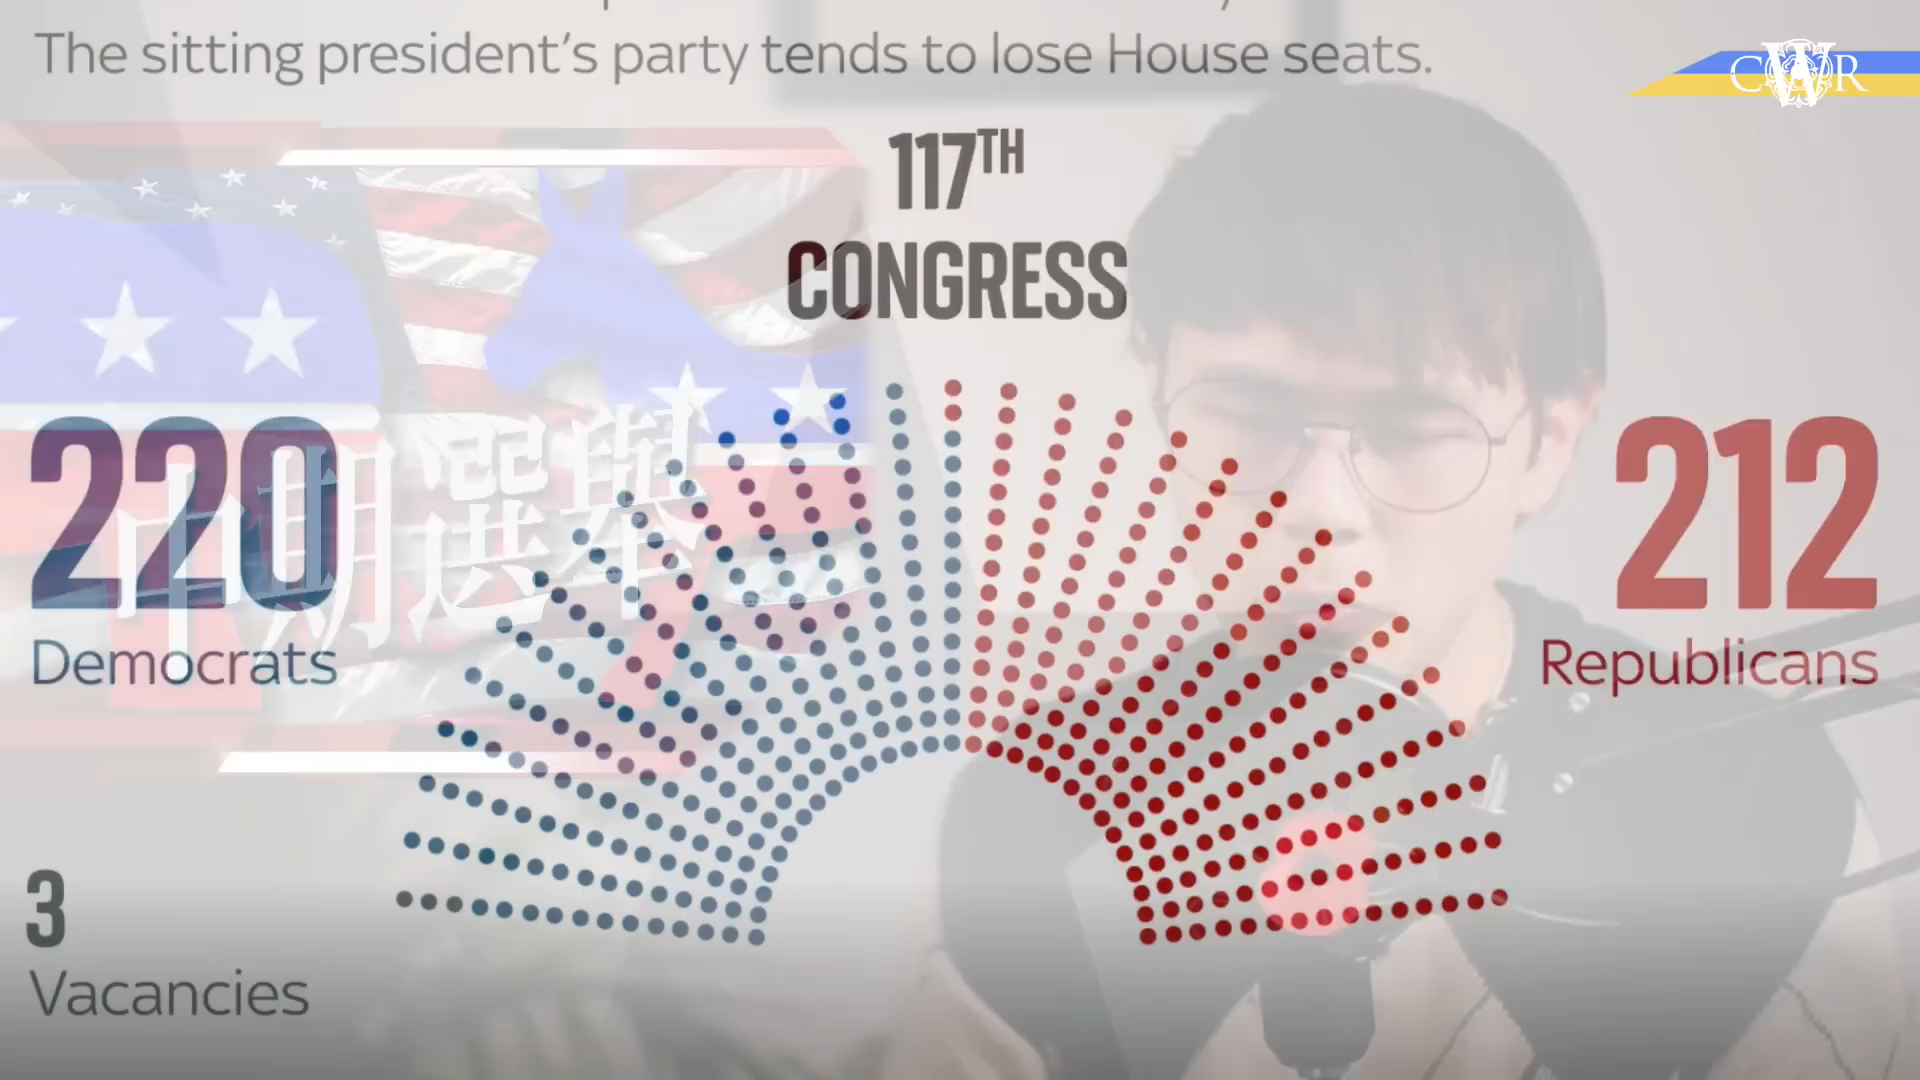 The sitting president's party tends to lose House seats.
CWR
117TH
CONGRESS
220
Democrats
中期選舉
212
Republicans
3
Vacancies